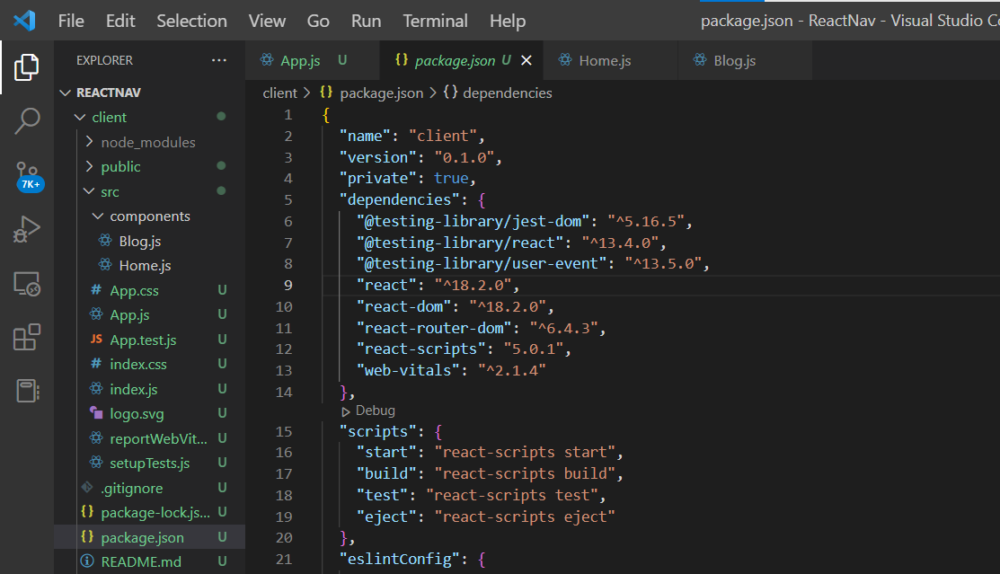 File Edit Selection View Go Run Terminal Help
package.json - ReactNav - Visual Studio
EXPLORER ···
App.js U
{} package.json U
Home.js
Blog.js
REACTNAV
client
node_modules
public
src
components
Blog.js
Home.js
# App.css U
App.js U
JS App.test.js U
# index.css U
index.js U
logo.svg U
reportWebVit... U
setupTests.js U
.gitignore U
{} package-lock.js... U
{} package.json U
README.md U
7K+
client > {} package.json > {} dependencies
1 {
2 "name": "client",
3 "version": "0.1.0",
4 "private": true,
5 "dependencies": {
6 "@testing-library/jest-dom": "^5.16.5",
7 "@testing-library/react": "^13.4.0",
8 "@testing-library/user-event": "^13.5.0",
9 "react": "^18.2.0",
10 "react-dom": "^18.2.0",
11 "react-router-dom": "^6.4.3",
12 "react-scripts": "5.0.1",
13 "web-vitals": "^2.1.4"
14 },
Debug
15 "scripts": {
16 "start": "react-scripts start",
17 "build": "react-scripts build",
18 "test": "react-scripts test",
19 "eject": "react-scripts eject"
20 },
21 "eslintConfig": {